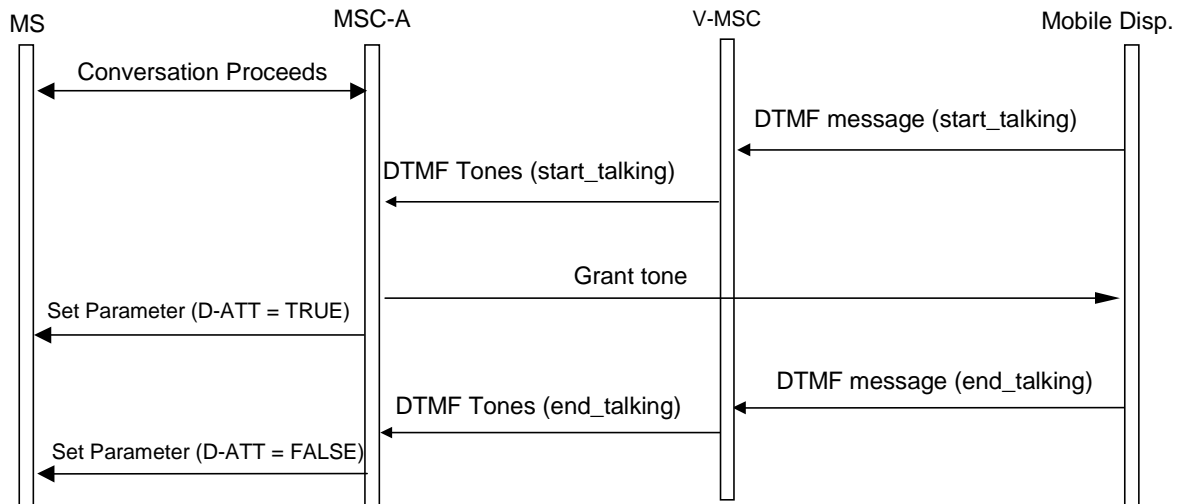 MS
MSC-A
V-MSC
Mobile Disp.
Conversation Proceeds
DTMF message (start_talking)
DTMF Tones (start_talking)
Grant tone
Set Parameter (D-ATT = TRUE)
DTMF message (end_talking)
DTMF Tones (end_talking)
Set Parameter (D-ATT = FALSE)